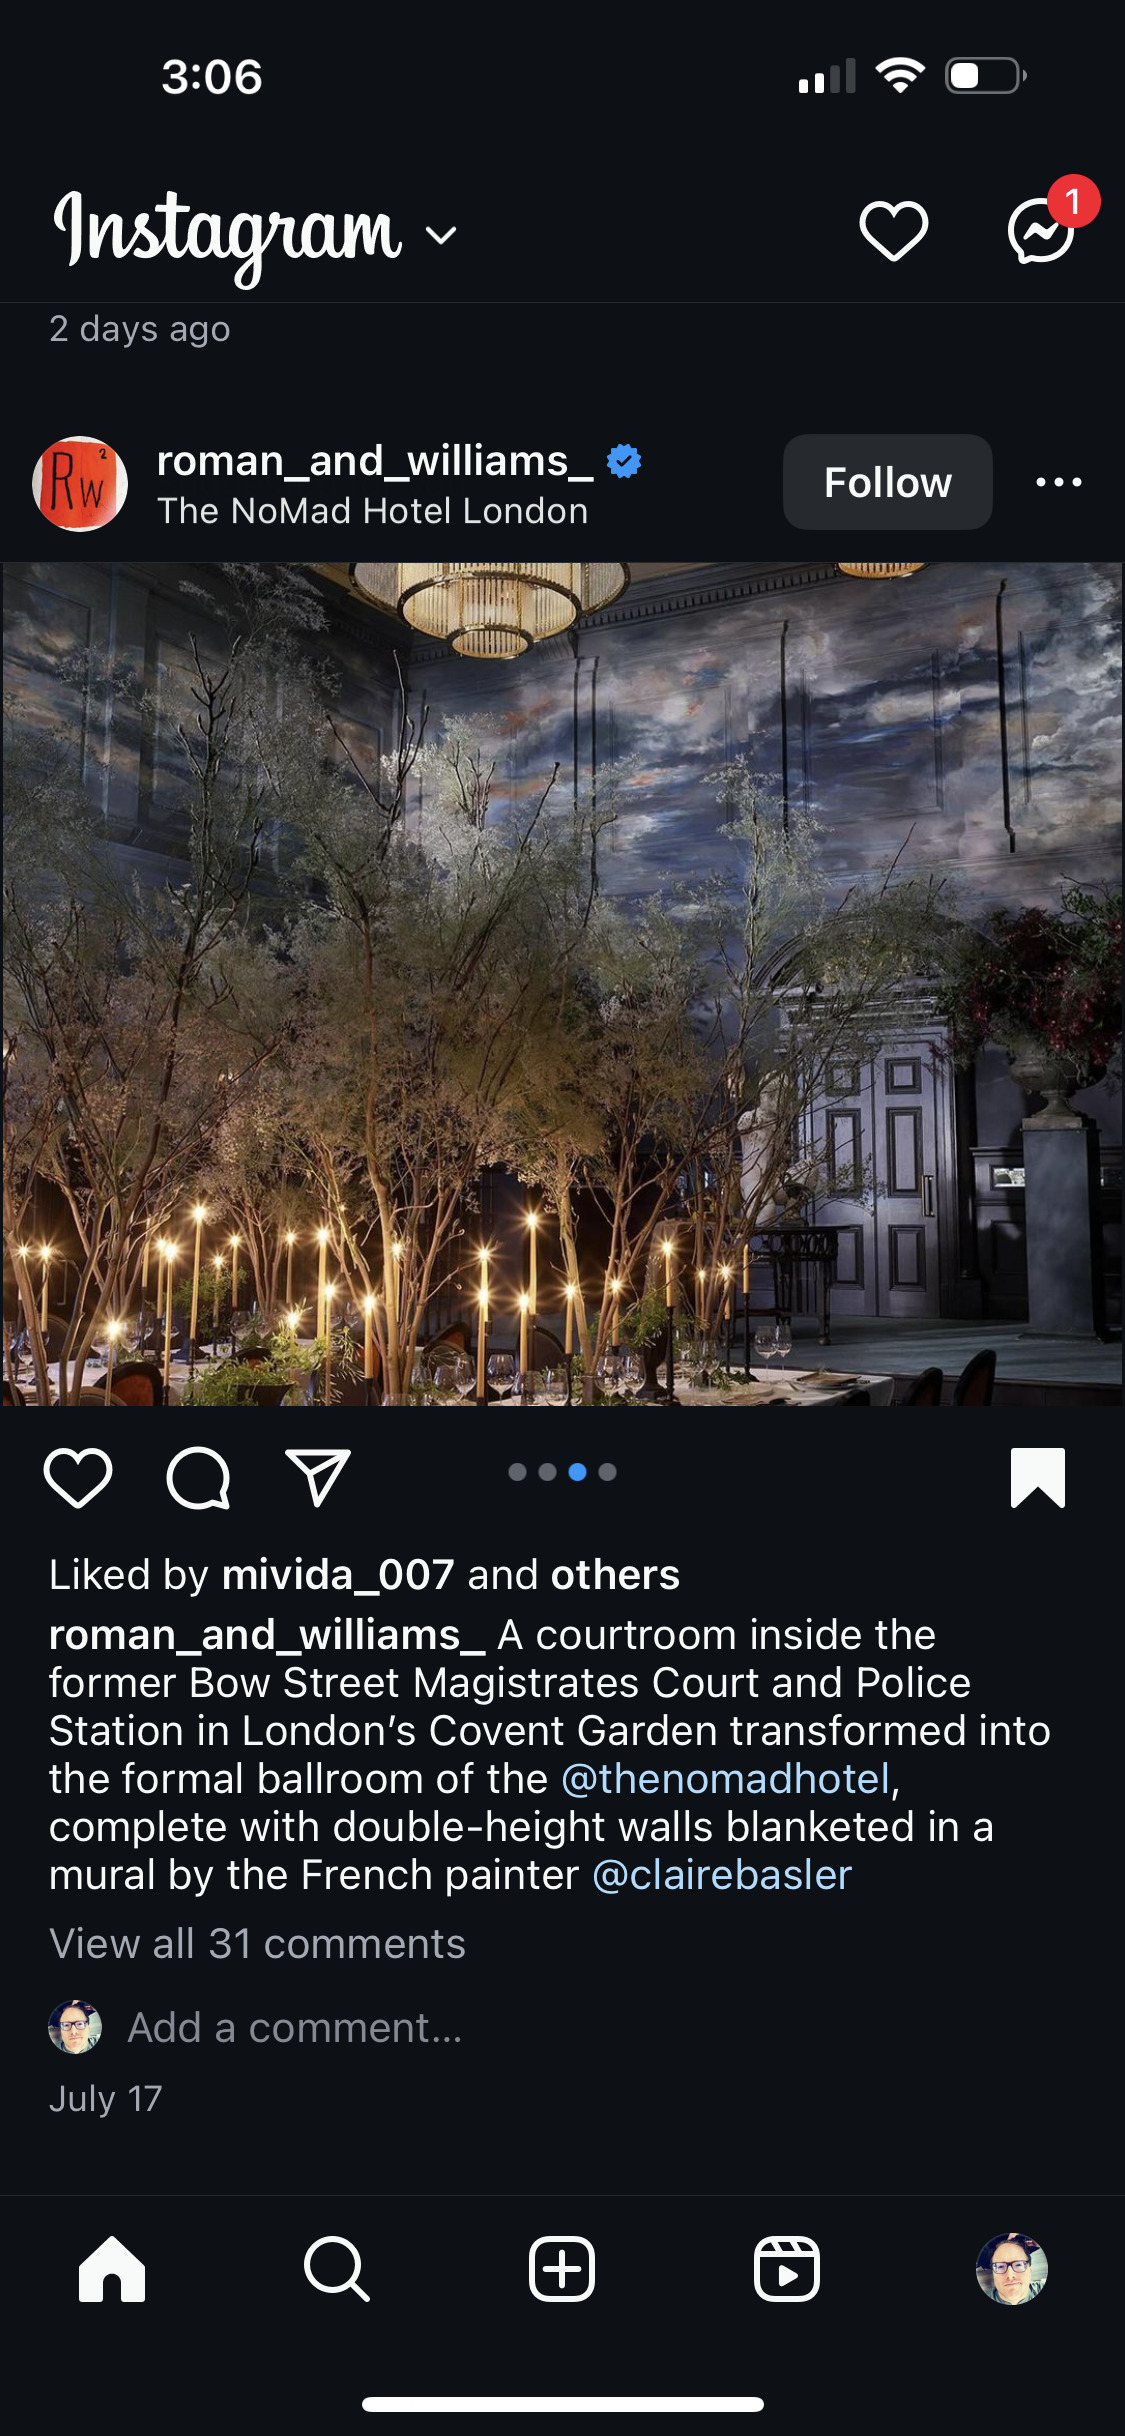 3:06
Instagram
1
2 days ago
RW2
roman_and_williams_
The NoMad Hotel London
Follow
Liked by mivida_007 and others
roman_and_williams_ A courtroom inside the
former Bow Street Magistrates Court and Police
Station in London’s Covent Garden transformed into
the formal ballroom of the @thenomadhotel,
complete with double-height walls blanketed in a
mural by the French painter @clairebasler
View all 31 comments
Add a comment...
July 17